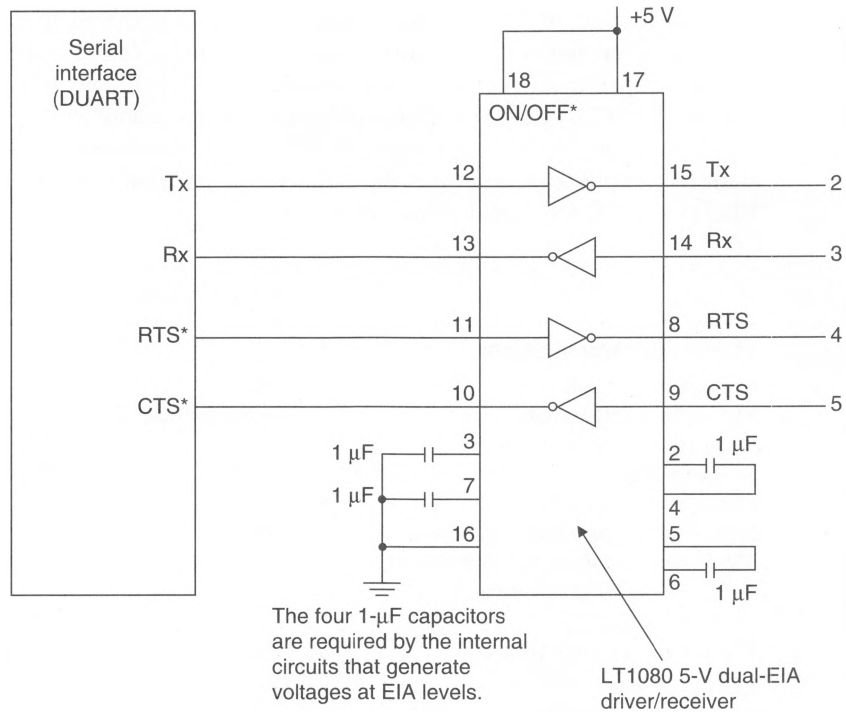 +5 V
Serial
interface
(DUART)
18 17
ON/OFF*
Tx 12 15 Tx 2
Rx 13 14 Rx 3
RTS* 11 8 RTS 4
CTS* 10 9 CTS 5
1 μF 3 2 1 μF
1 μF 7 4
16 5
6 1 μF
The four 1-μF capacitors
are required by the internal
circuits that generate
voltages at EIA levels.
LT1080 5-V dual-EIA
driver/receiver